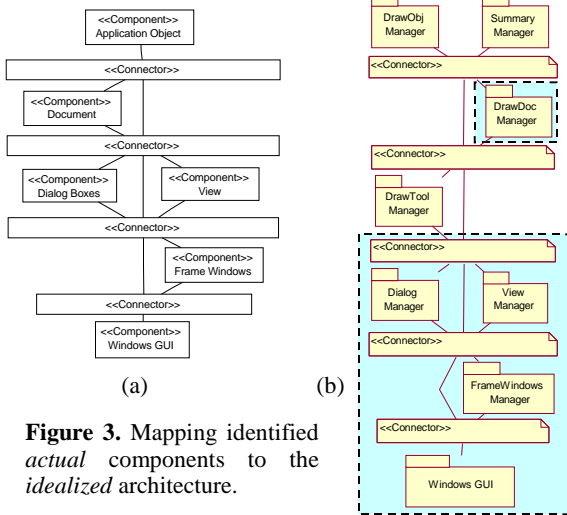 <<Component>>
Application Object
<<Connector>>
<<Component>>
Document
<<Connector>>
<<Component>>
Dialog Boxes
<<Component>>
View
<<Connector>>
<<Component>>
Frame Windows
<<Connector>>
<<Component>>
Windows GUI
(a)
DrawObj
Manager
Summary
Manager
<<Connector>>
DrawDoc
Manager
<<Connector>>
DrawTool
Manager
<<Connector>>
Dialog
Manager
View
Manager
<<Connector>>
FrameWindows
Manager
<<Connector>>
Windows GUI
(b)
Figure 3. Mapping identified
actual components to the
idealized architecture.